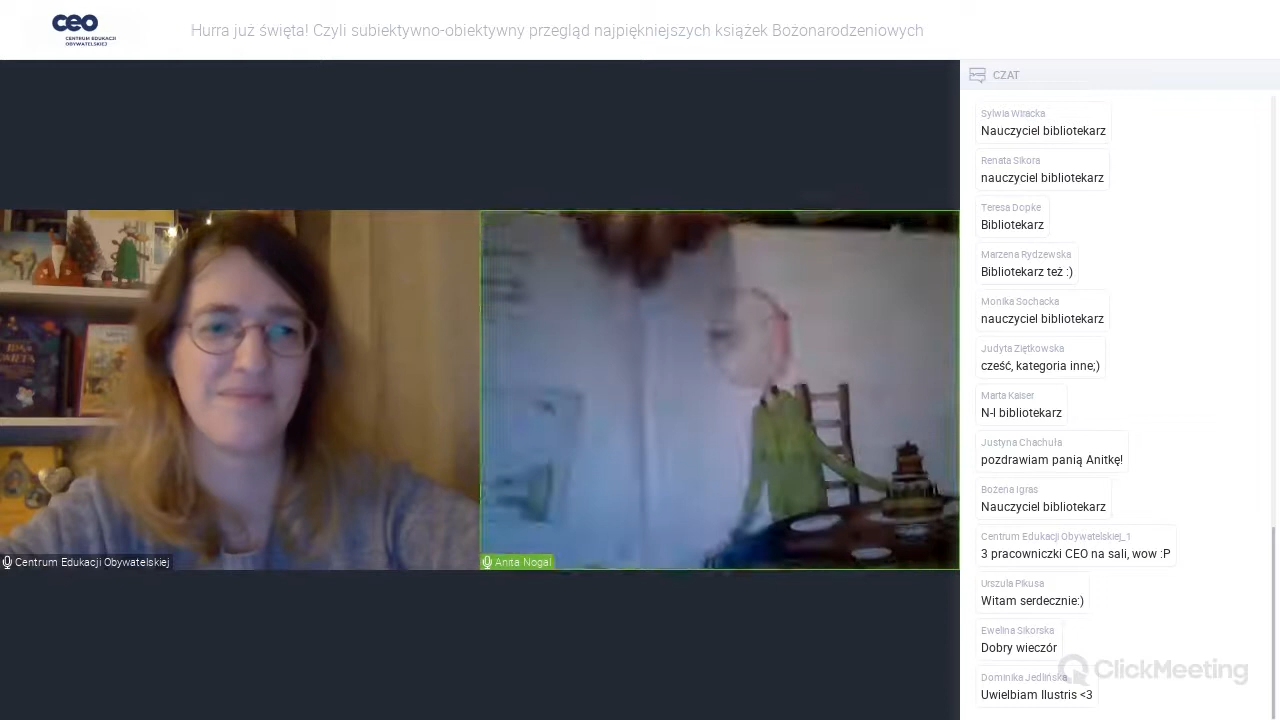 ceo
CENTRUM EDUKACJI
OBYWATELSKIEJ
Hurra już święta! Czyli subiektywno-obiektywny przegląd najpiękniejszych książek Bożonarodzeniowych
CZAT
Sylwia Wiracka
Nauczyciel bibliotekarz
Renata Sikora
nauczyciel bibliotekarz
Teresa Dopke
Bibliotekarz
Marzena Rydzewska
Bibliotekarz też :)
Monika Sochacka
nauczyciel bibliotekarz
Judyta Ziętkowska
cześć, kategoria inne;)
Marta Kaiser
N-l bibliotekarz
Justyna Chachuła
pozdrawiam panią Anitkę!
Bożena Igras
Nauczyciel bibliotekarz
Centrum Edukacji Obywatelskiej_1
3 pracowniczki CEO na sali, wow :P
Urszula Pikusa
Witam serdecznie:)
Ewelina Sikorska
Dobry wieczór
Dominika Jedlińska
Uwielbiam Ilustris <3
ClickMeeting
Centrum Edukacji Obywatelskiej
Anita Nogal